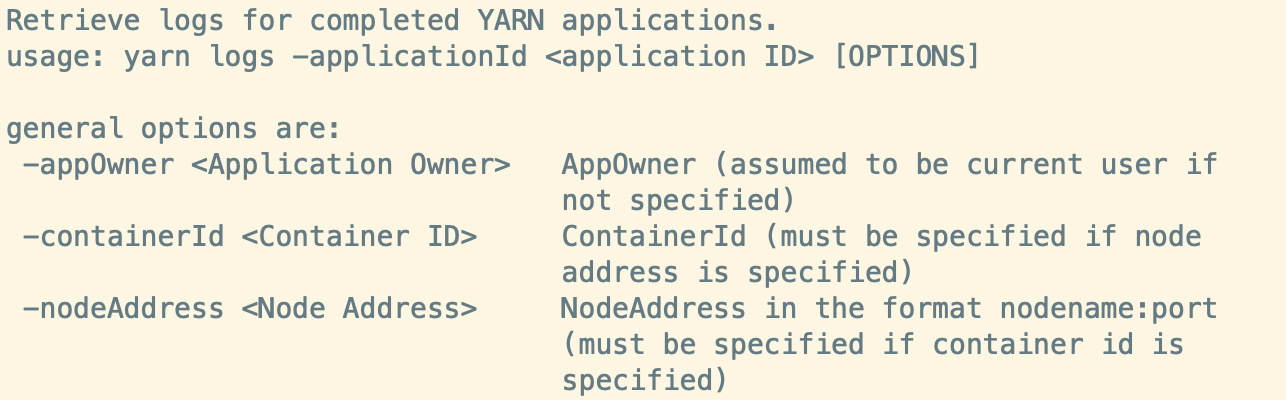 Retrieve logs for completed YARN applications.
usage: yarn logs -applicationId <application ID> [OPTIONS]

general options are:
 -appOwner <Application Owner>   AppOwner (assumed to be current user if
                                 not specified)
 -containerId <Container ID>     ContainerId (must be specified if node
                                 address is specified)
 -nodeAddress <Node Address>     NodeAddress in the format nodename:port
                                 (must be specified if container id is
                                 specified)